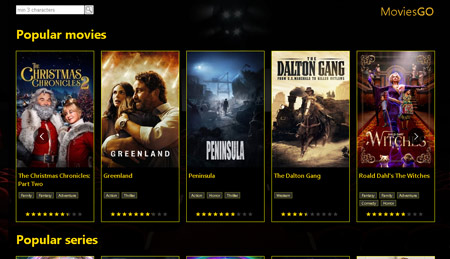 min 3 characters
MoviesGO
Popular movies
THE CHRISTMAS CHRONICLES 2
GREENLAND
PENINSULA
THE DALTON GANG
Witches
The Christmas Chronicles: Part Two
Family Fantasy Adventure
Greenland
Action Thriller
Peninsula
Action Horror Thriller
The Dalton Gang
Western
Roald Dahl's The Witches
Fantasy Family Adventure
Comedy Horror
Popular series